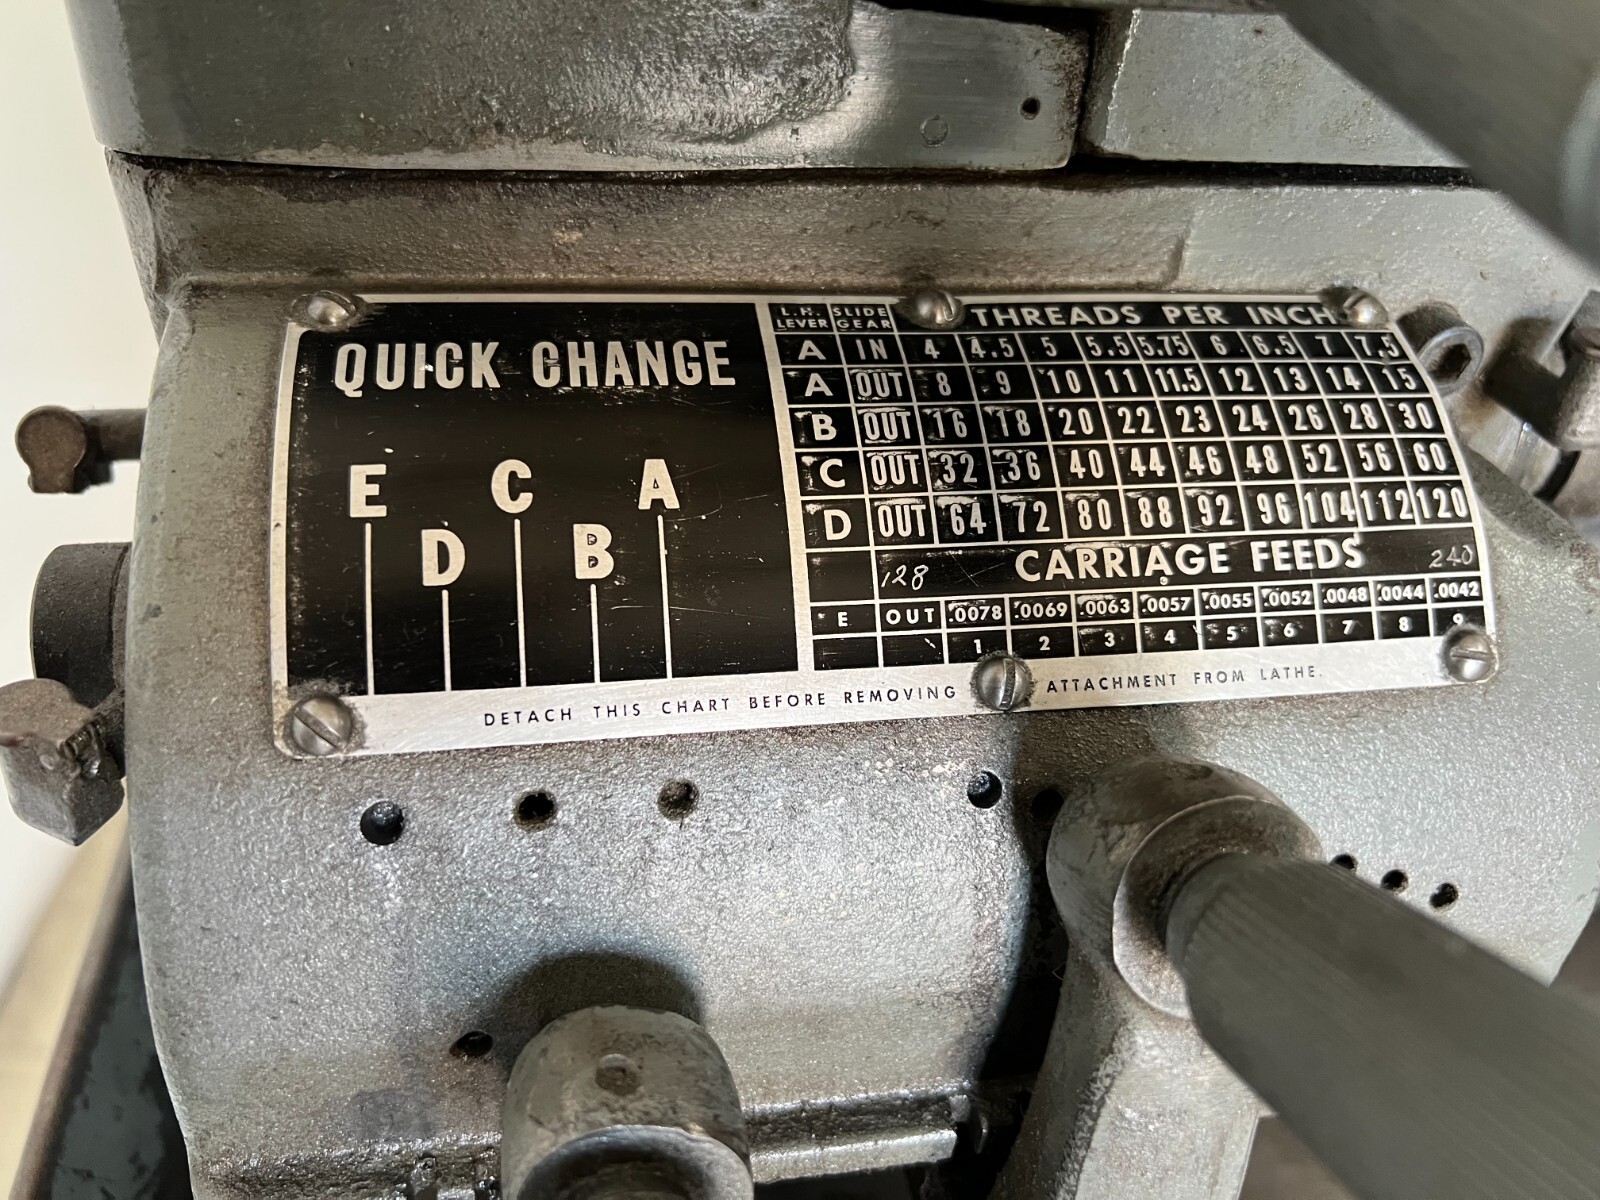 QUICK CHANGE
E C A
D B
L.H. LEVER SLIDE GEAR THREADS PER INCH
A IN 4 4.5 5 5.5 5.75 6 6.5 7 7.5
A OUT 8 9 10 11 11.5 12 13 14 15
B OUT 16 18 20 22 23 24 26 28 30
C OUT 32 36 40 44 46 48 52 56 60
D OUT 64 72 80 88 92 96 104 112 120
128 CARRIAGE FEEDS 240
E OUT .0078 .0069 .0063 .0057 .0055 .0052 .0048 .0044 .0042
1 2 3 4 5 6 7 8 9
DETACH THIS CHART BEFORE REMOVING ATTACHMENT FROM LATHE.